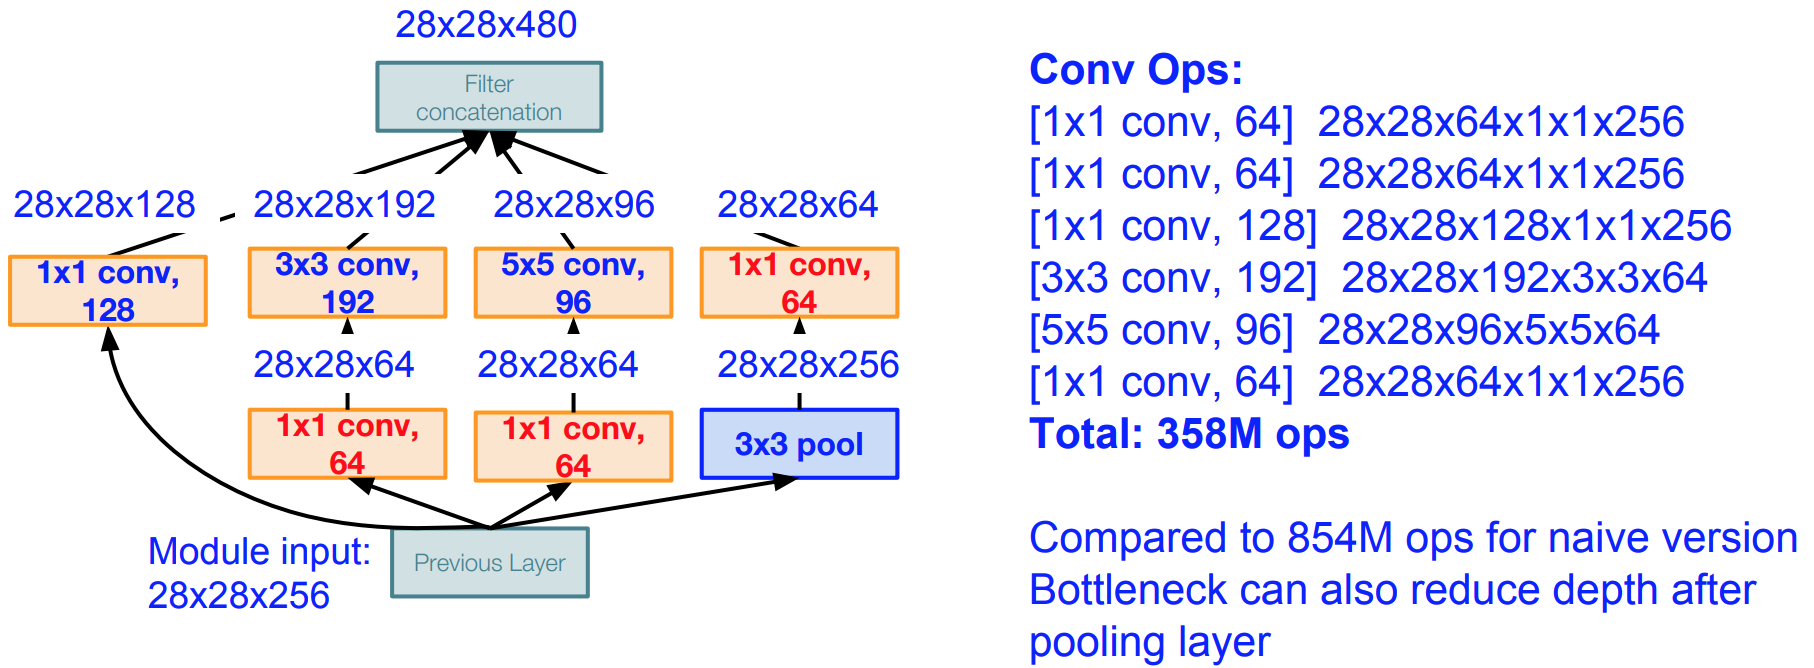 28x28x480
Filter
concatenation
28x28x128
28x28x192
28x28x96
28x28x64
1x1 conv,
128
3x3 conv,
192
5x5 conv,
96
1x1 conv,
64
28x28x64
28x28x64
28x28x256
1x1 conv,
64
1x1 conv,
64
3x3 pool
Module input:
28x28x256
Previous Layer
Conv Ops:
[1x1 conv, 64] 28x28x64x1x1x256
[1x1 conv, 64] 28x28x64x1x1x256
[1x1 conv, 128] 28x28x128x1x1x256
[3x3 conv, 192] 28x28x192x3x3x64
[5x5 conv, 96] 28x28x96x5x5x64
[1x1 conv, 64] 28x28x64x1x1x256
Total: 358M ops
Compared to 854M ops for naive version
Bottleneck can also reduce depth after
pooling layer